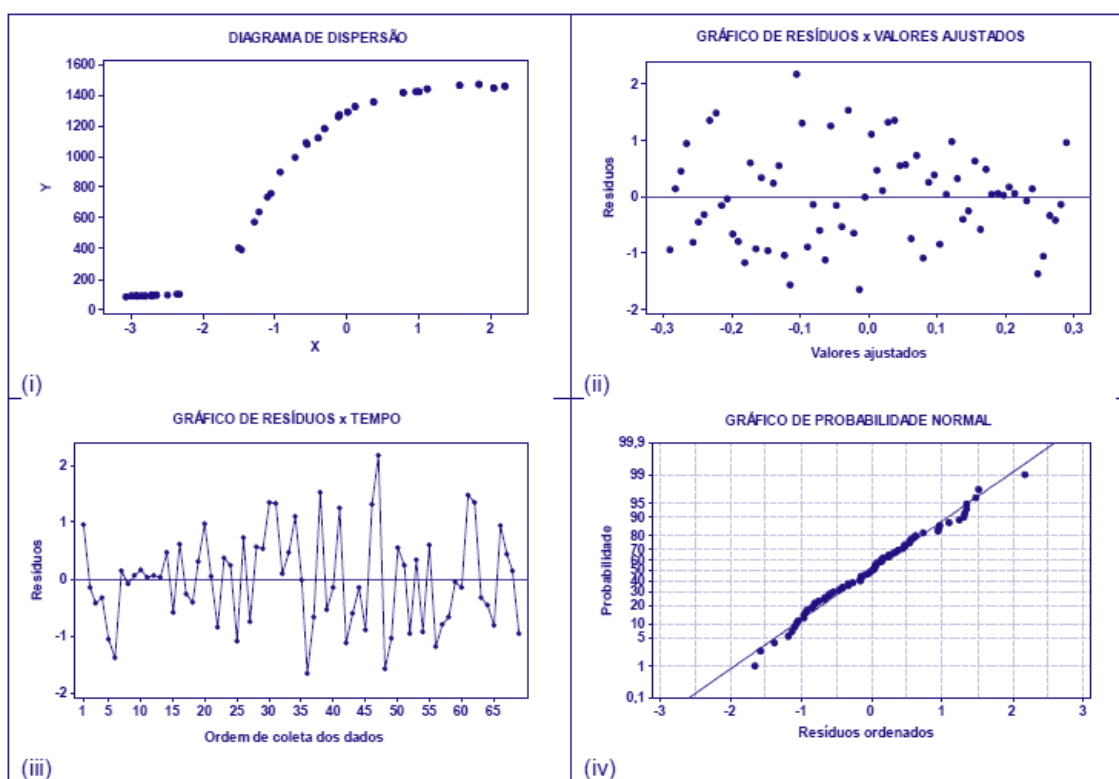 DIAGRAMA DE DISPERSÃO
1600
1400
1200
1000
800
600
400
200
0
Y
-3 -2 -1 0 1 2
X
(i)
GRÁFICO DE RESÍDUOS x VALORES AJUSTADOS
2
1
0
-1
-2
Resíduos
-0,3 -0,2 -0,1 0,0 0,1 0,2 0,3
Valores ajustados
(ii)
GRÁFICO DE RESÍDUOS x TEMPO
2
1
0
-1
-2
Resíduos
1 5 10 15 20 25 30 35 40 45 50 55 60 65
Ordem de coleta dos dados
(iii)
GRÁFICO DE PROBABILIDADE NORMAL
99,9
99
95
90
80
70
60
50
40
30
20
10
5
1
0,1
Probabilidade
-3 -2 -1 0 1 2 3
Resíduos ordenados
(iv)